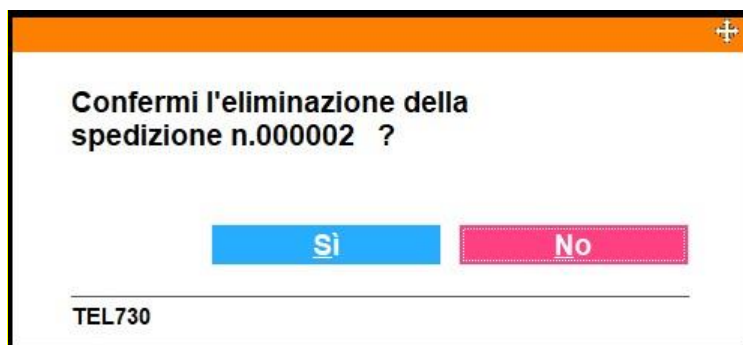 Confermi l'eliminazione della
spedizione n.000002 ?
Sì
No
TEL730